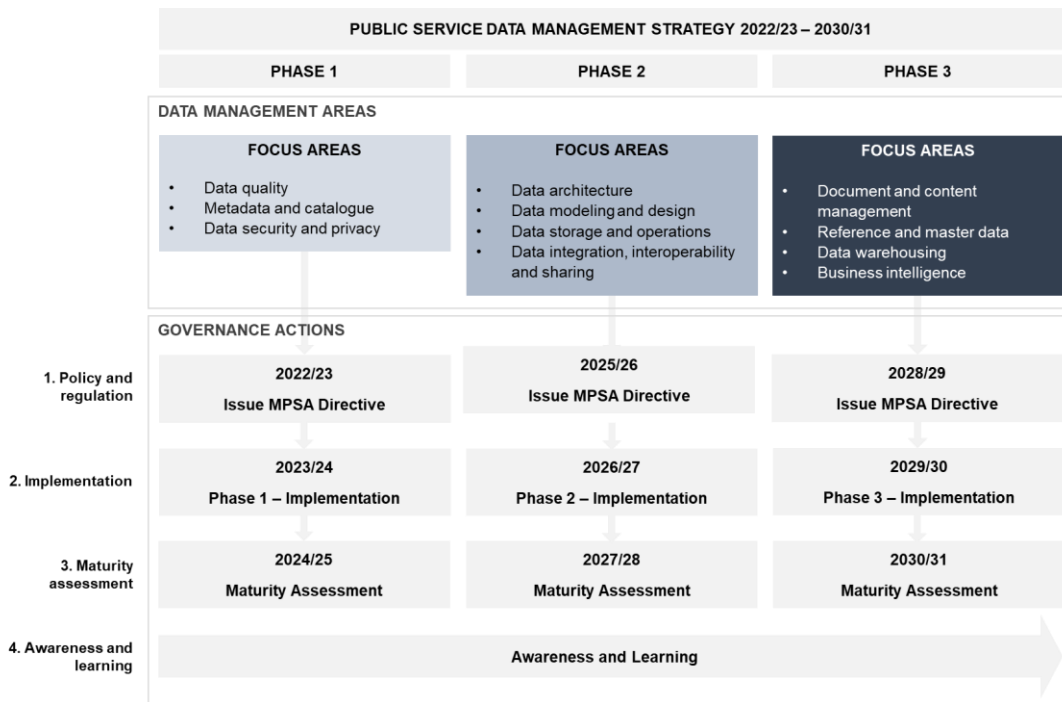 PUBLIC SERVICE DATA MANAGEMENT STRATEGY 2022/23 – 2030/31
PHASE 1
PHASE 2
PHASE 3
DATA MANAGEMENT AREAS
FOCUS AREAS
• Data quality
• Metadata and catalogue
• Data security and privacy
FOCUS AREAS
• Data architecture
• Data modeling and design
• Data storage and operations
• Data integration, interoperability
and sharing
FOCUS AREAS
• Document and content
management
• Reference and master data
• Data warehousing
• Business intelligence
GOVERNANCE ACTIONS
1. Policy and
regulation
2022/23
Issue MPSA Directive
2025/26
Issue MPSA Directive
2028/29
Issue MPSA Directive
2. Implementation
2023/24
Phase 1 – Implementation
2026/27
Phase 2 – Implementation
2029/30
Phase 3 – Implementation
3. Maturity
assessment
2024/25
Maturity Assessment
2027/28
Maturity Assessment
2030/31
Maturity Assessment
4. Awareness and
learning
Awareness and Learning